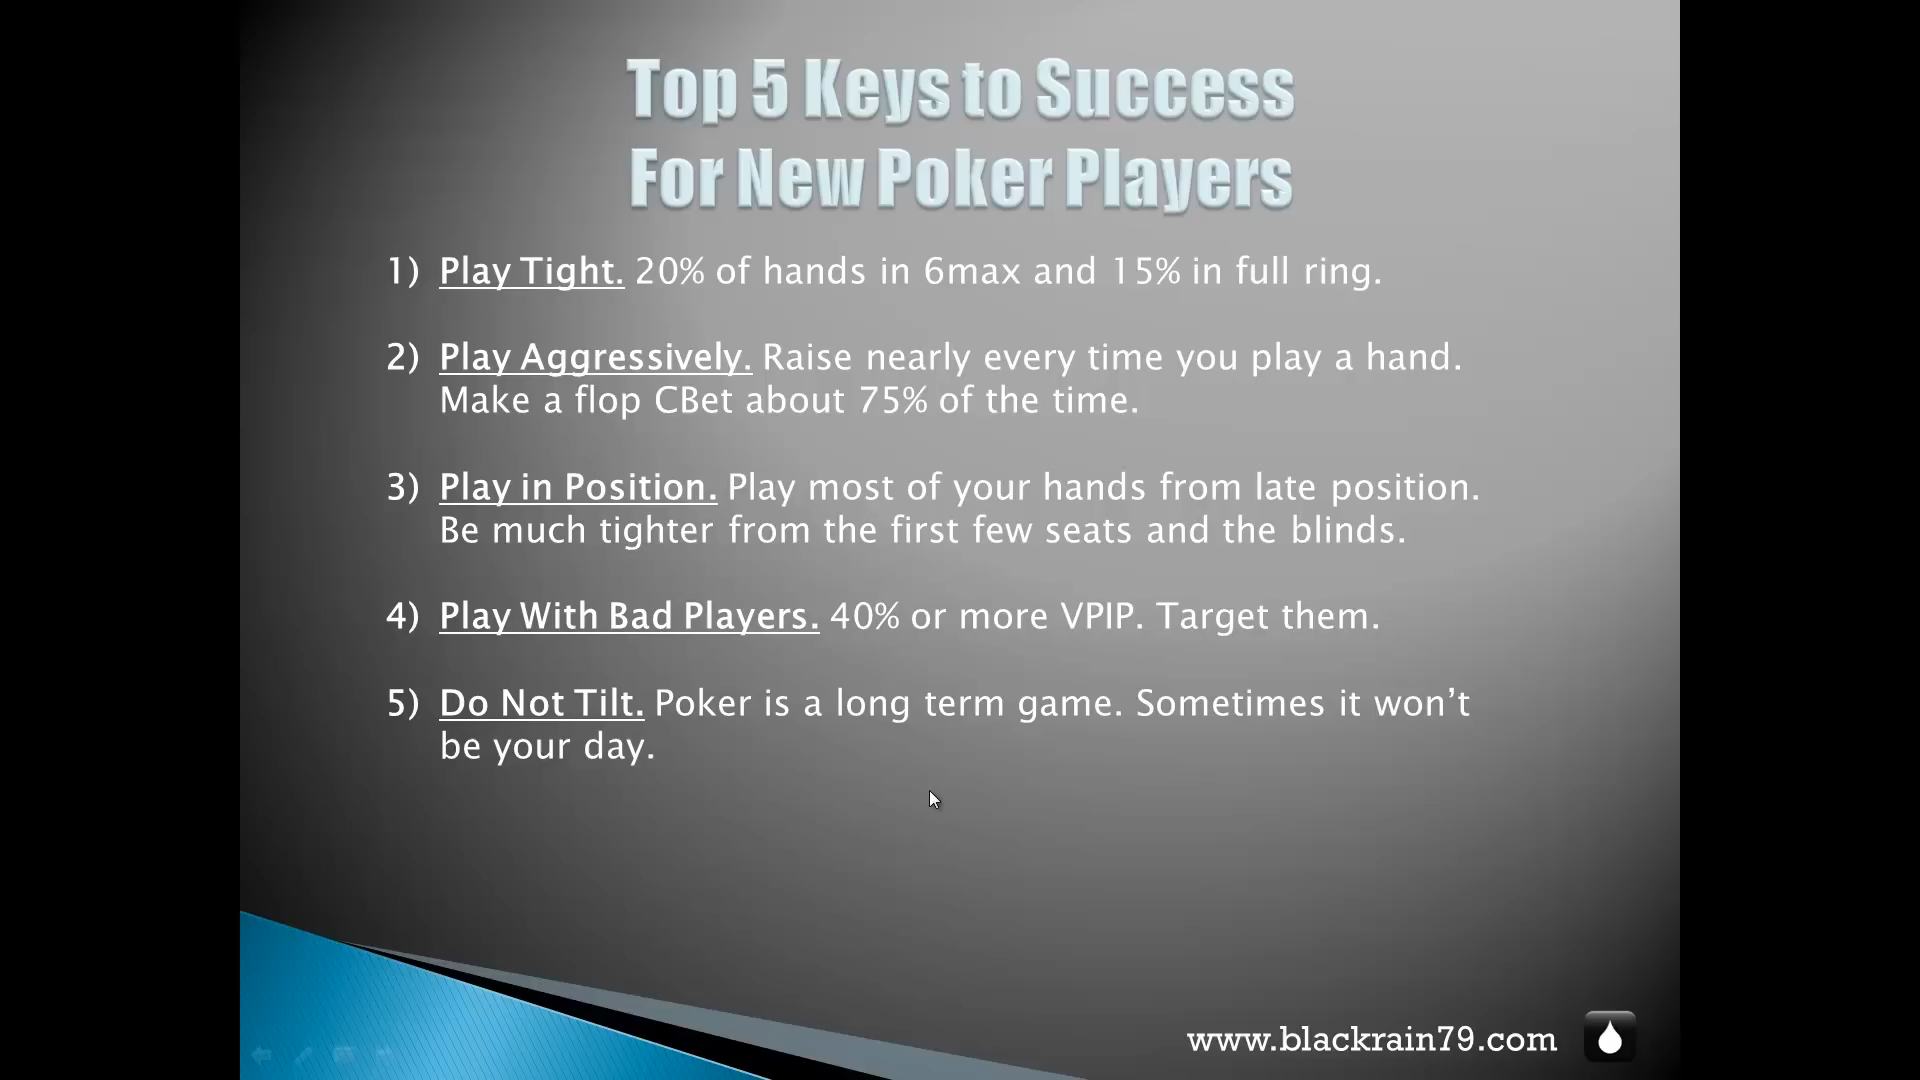 Top 5 Keys to Success
For New Poker Players
1) Play Tight. 20% of hands in 6max and 15% in full ring.
2) Play Aggressively. Raise nearly every time you play a hand.
Make a flop CBet about 75% of the time.
3) Play in Position. Play most of your hands from late position.
Be much tighter from the first few seats and the blinds.
4) Play With Bad Players. 40% or more VPIP. Target them.
5) Do Not Tilt. Poker is a long term game. Sometimes it won’t
be your day.
www.blackrain79.com